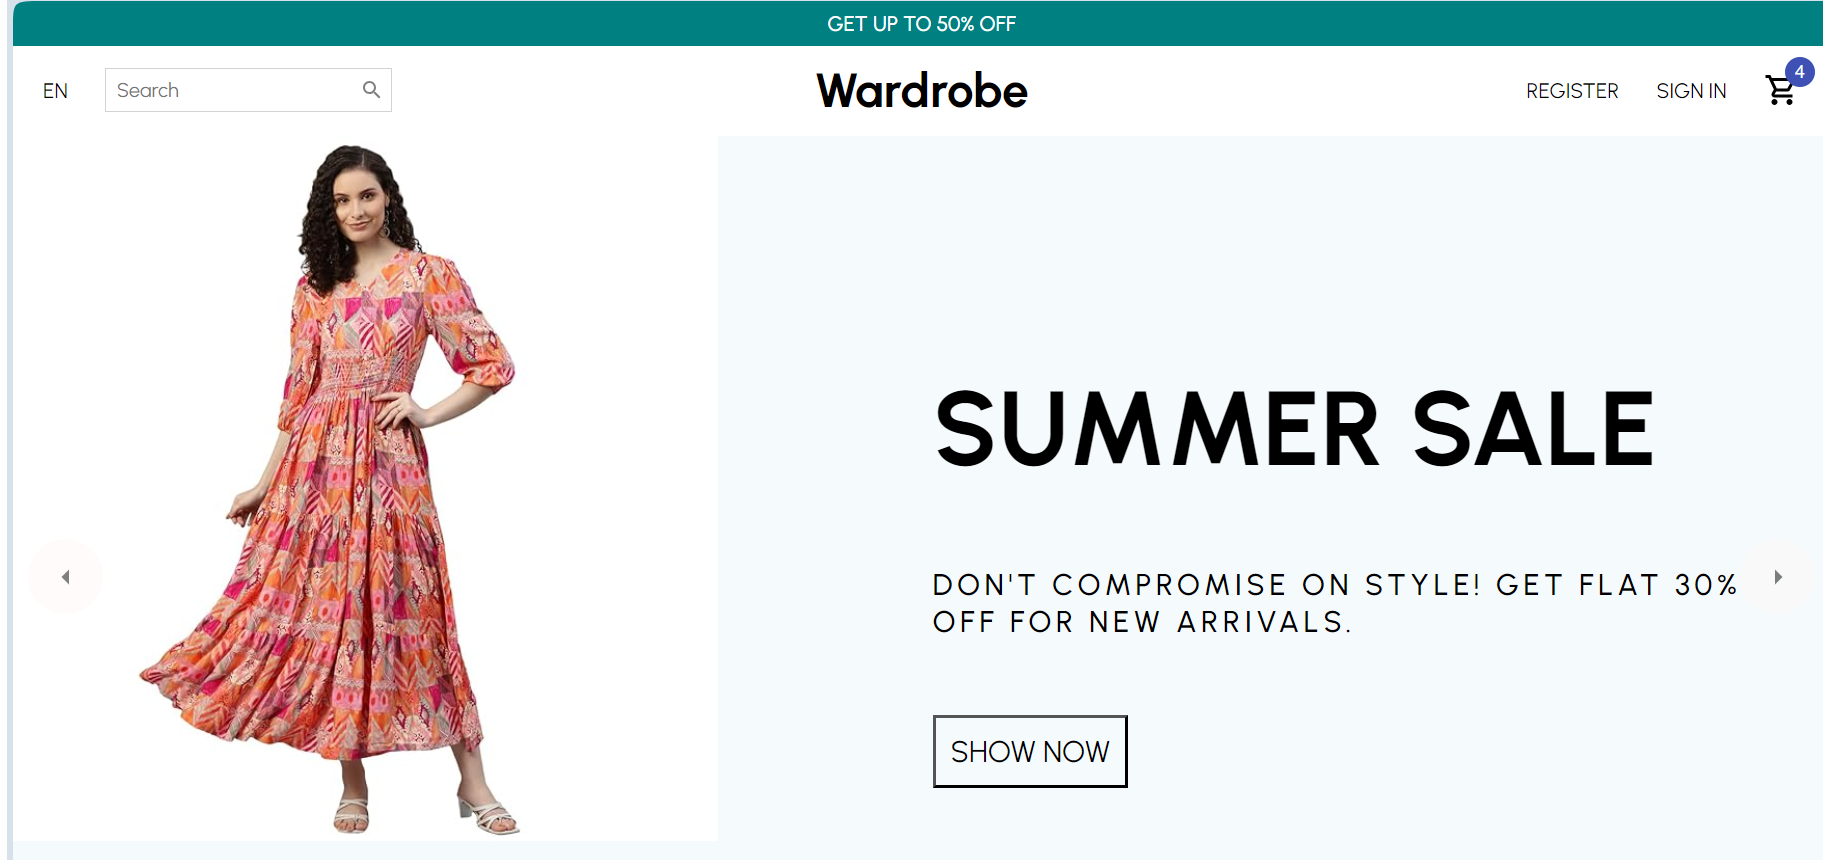 GET UP TO 50% OFF
EN
Search
Wardrobe
REGISTER
SIGN IN
4
SUMMER SALE
DON'T COMPROMISE ON STYLE! GET FLAT 30%
OFF FOR NEW ARRIVALS.
SHOW NOW